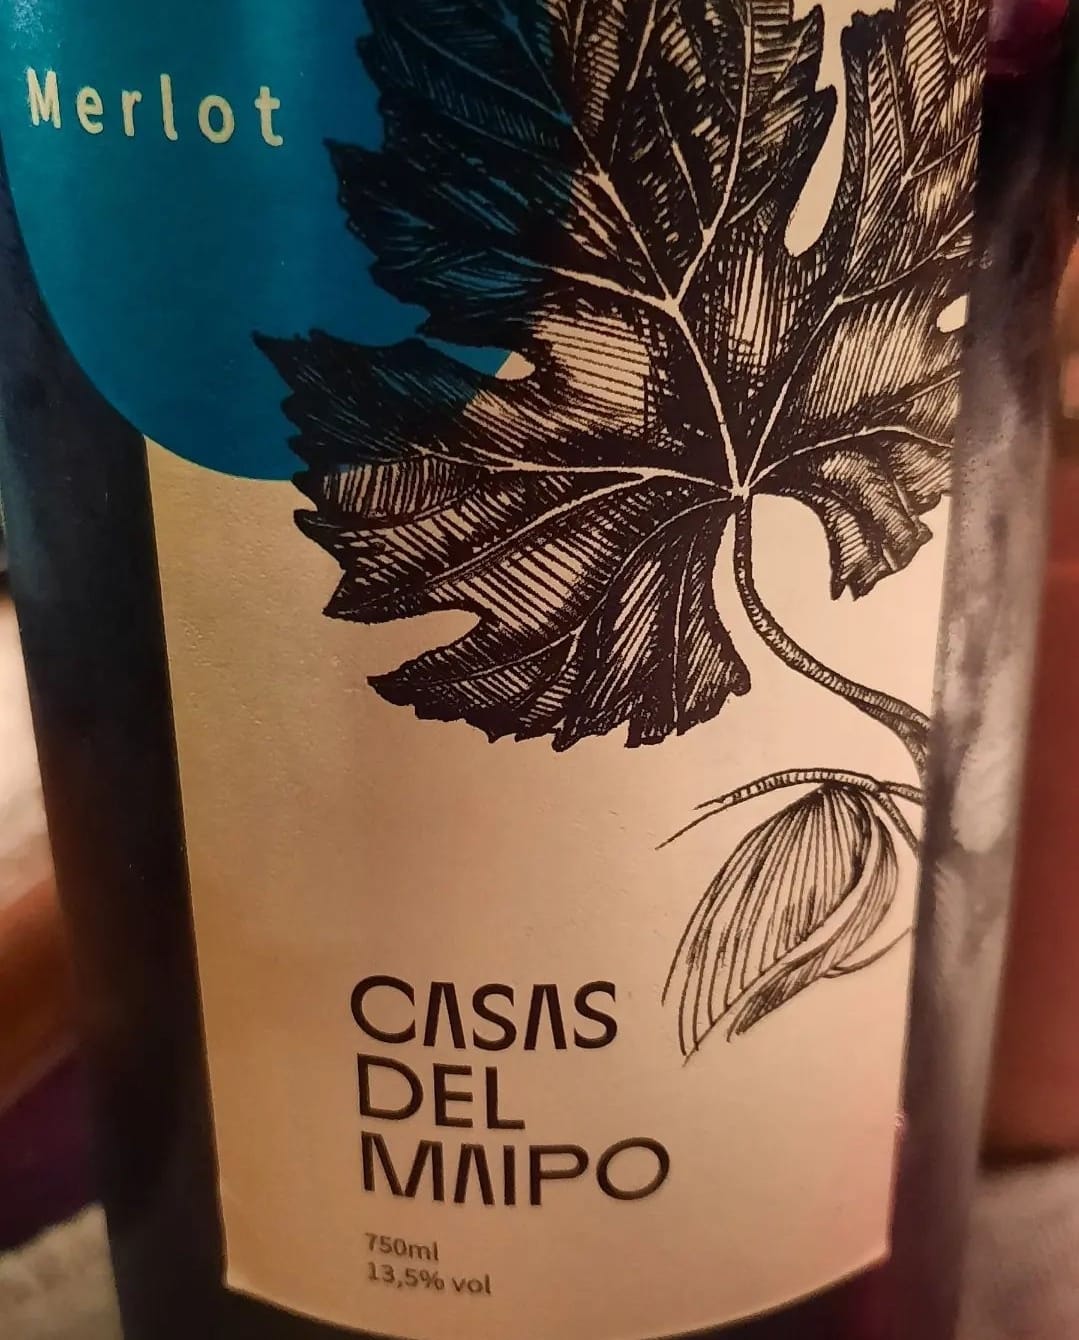 Merlot
CASAS
DEL
MAIPO
750ml
13,5% vol